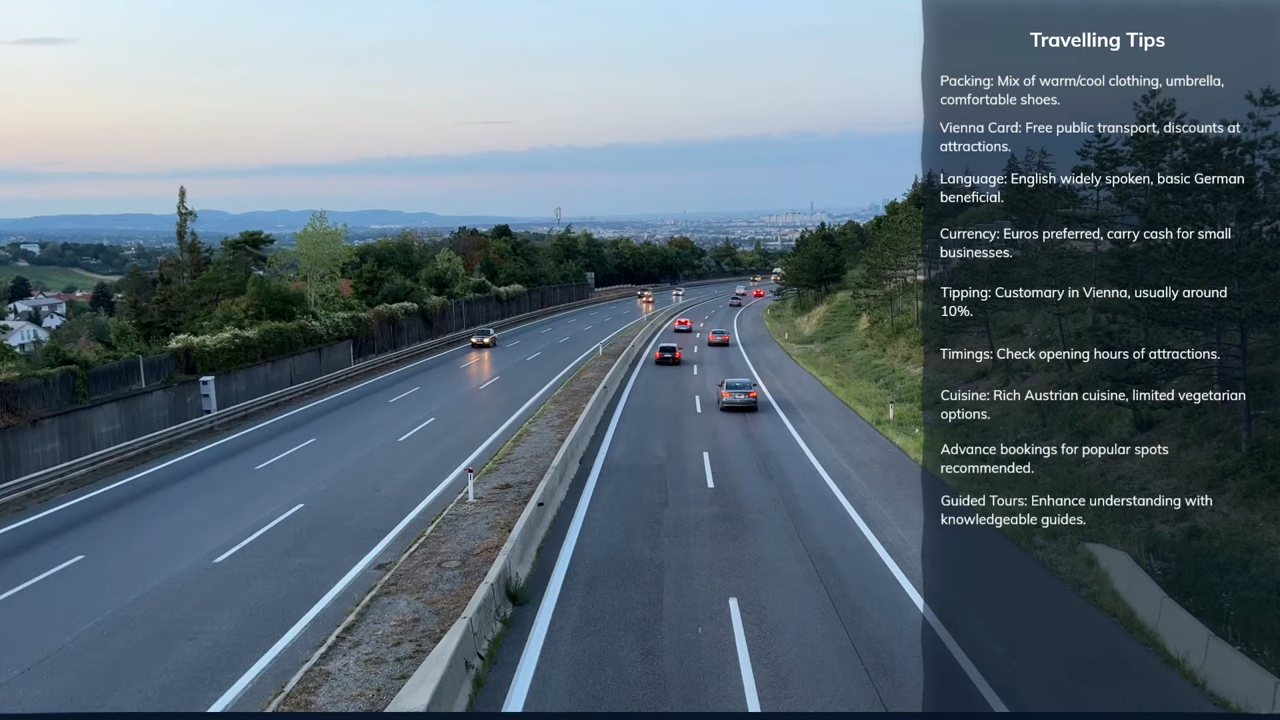 Travelling Tips
Packing: Mix of warm/cool clothing, umbrella,
comfortable shoes.
Vienna Card: Free public transport, discounts at
attractions.
Language: English widely spoken, basic German
beneficial.
Currency: Euros preferred, carry cash for small
businesses.
Tipping: Customary in Vienna, usually around
10%.
Timings: Check opening hours of attractions.
Cuisine: Rich Austrian cuisine, limited vegetarian
options.
Advance bookings for popular spots
recommended.
Guided Tours: Enhance understanding with
knowledgeable guides.